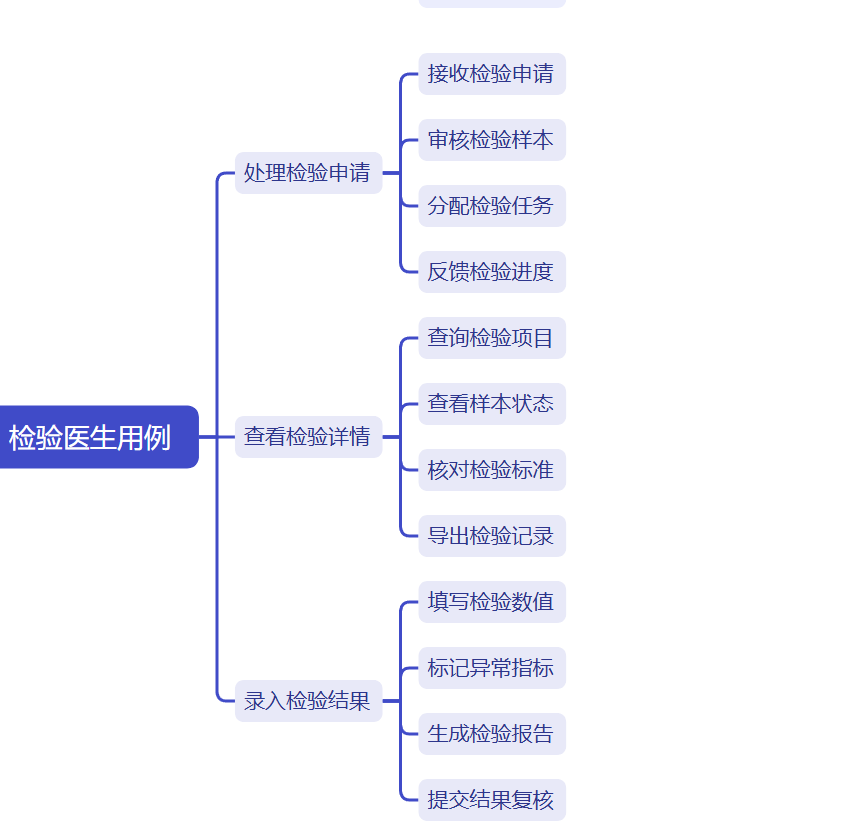 检验医生用例
处理检验申请
接收检验申请
审核检验样本
分配检验任务
反馈检验进度
查看检验详情
查询检验项目
查看样本状态
核对检验标准
导出检验记录
录入检验结果
填写检验数值
标记异常指标
生成检验报告
提交结果复核